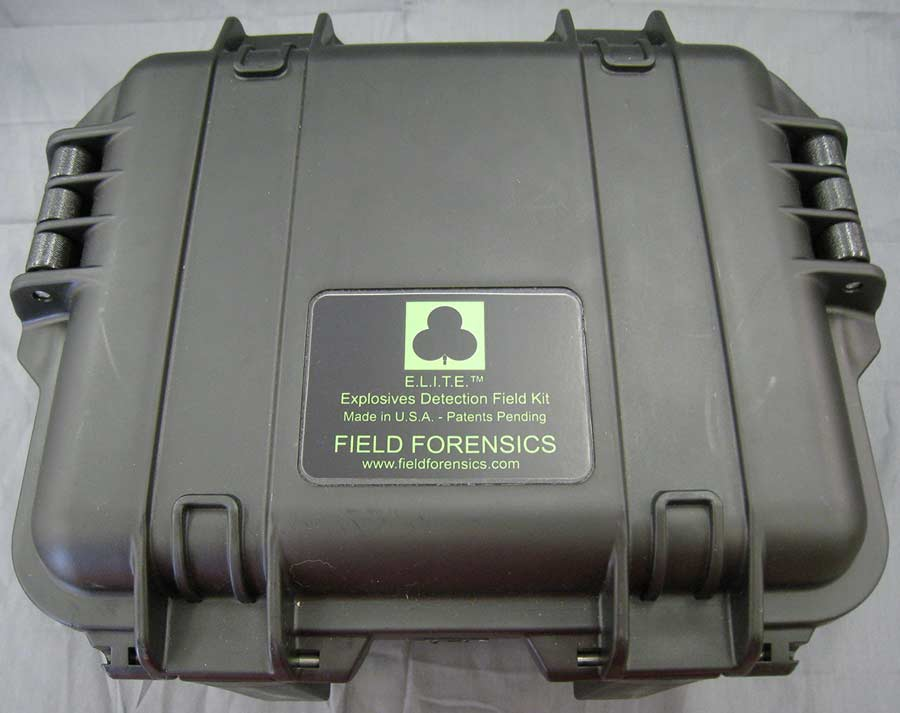 E.L.I.T.E.™
Explosives Detection Field Kit
Made in U.S.A. - Patents Pending
FIELD FORENSICS
www.fieldforensics.com